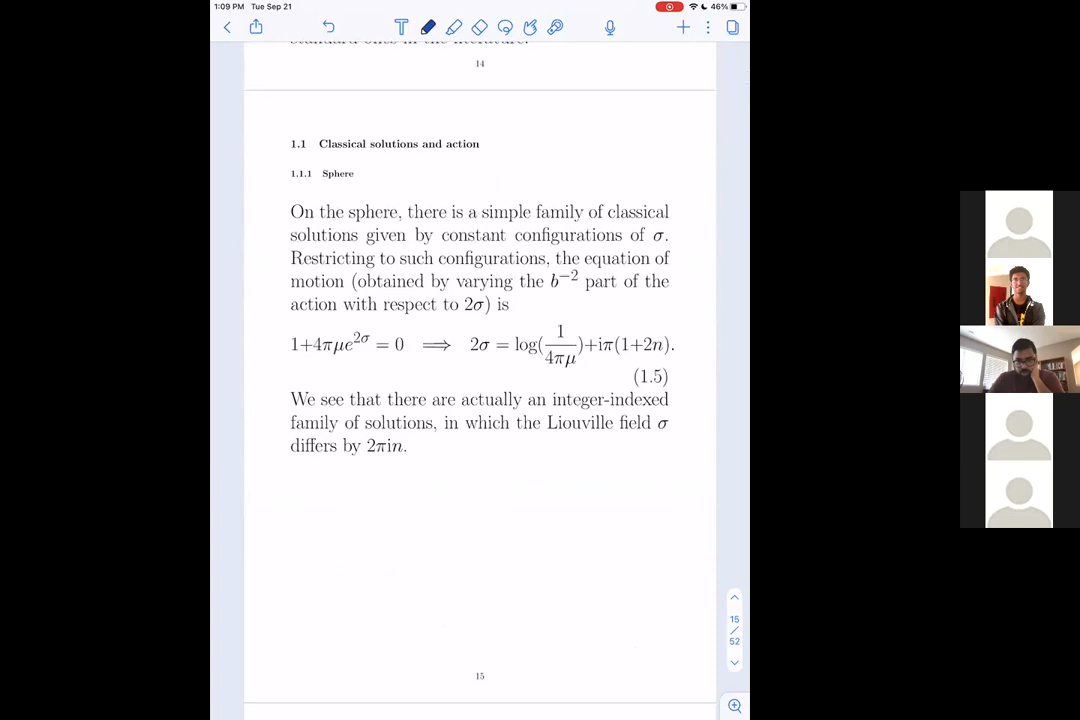 1:09 PM Tue Sep 21
46%
14
1.1 Classical solutions and action
1.1.1 Sphere
On the sphere, there is a simple family of classical
solutions given by constant configurations of σ.
Restricting to such configurations, the equation of
motion (obtained by varying the b⁻² part of the
action with respect to 2σ) is
1+4πμe^{2σ} = 0 ⟹ 2σ = log(1/4πμ)+iπ(1+2n).
(1.5)
We see that there are actually an integer-indexed
family of solutions, in which the Liouville field σ
differs by 2πin.
15
/
52
15